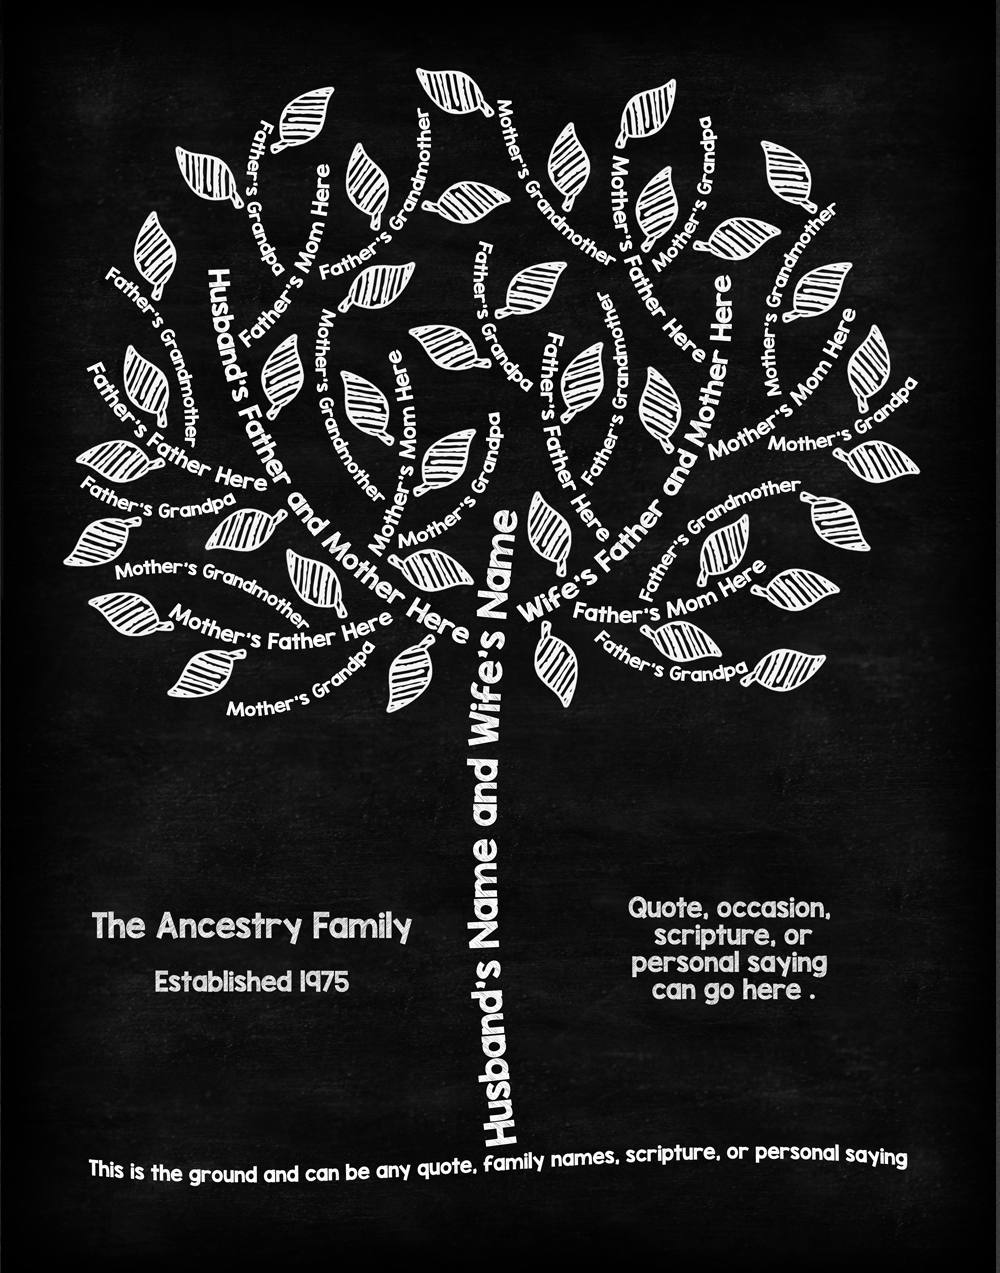 Father's Grandpa
Father's Mom Here
Father's Grandmother
Mother's Grandmother
Mother's Father Here
Mother's Grandpa
Husband's Father and Mother Here
Father's Grandmother
Father's Father Here
Father's Grandpa
Mother's Grandmother
Mother's Mom Here
Mother's Grandpa
Father's Grandpa
Father's Father Here
Father's Grandmother
Wife's Father and Mother Here
Mother's Grandmother
Mother's Mom Here
Mother's Grandpa
Mother's Grandmother
Mother's Father Here
Mother's Grandpa
Father's Grandmother
Father's Mom Here
Father's Grandpa
Husband's Name and Wife's Name
The Ancestry Family
Established 1975
Quote, occasion,
scripture, or
personal saying
can go here .
This is the ground and can be any quote, family names, scripture, or personal saying